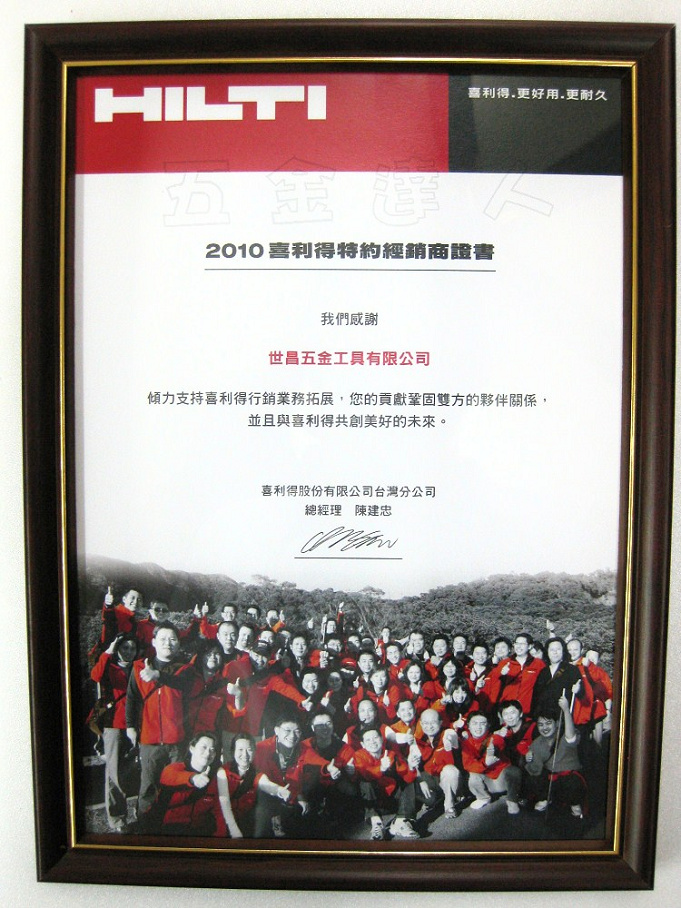 HILTI
喜利得.更好用.更耐久
五金達人
2010 喜利得特約經銷商證書
我們感謝
世昌五金工具有限公司
傾力支持喜利得行銷業務拓展，您的貢獻鞏固雙方的夥伴關係，
並且與喜利得共創美好的未來。
喜利得股份有限公司台灣分公司
總經理 陳建忠